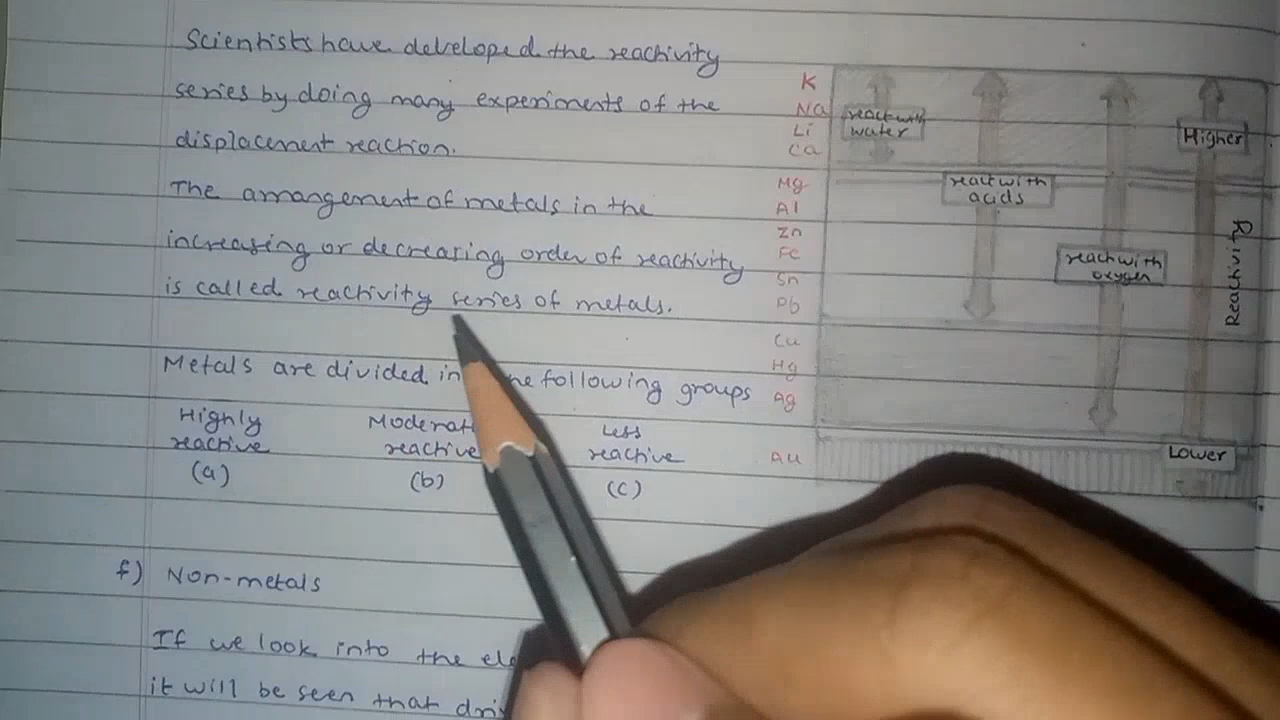 Scientists have developed the reactivity
series by doing many experiments of the
displacement reaction.
The arrangement of metals in the
increasing or decreasing order of reactivity
is called reactivity series of metals.
Metals are divided in the following groups
Highly reactive (a)
Moderat reactive (b)
Less reactive (c)
f) Non-metals
If we look into the
it will be seen that
K
Na
Li
Ca
Mg
Al
Zn
Fe
Sn
Pb
Cu
Hg
Ag
Au
react with
water
react with
acids
react with
oxygen
Higher
Reactivity
Lower